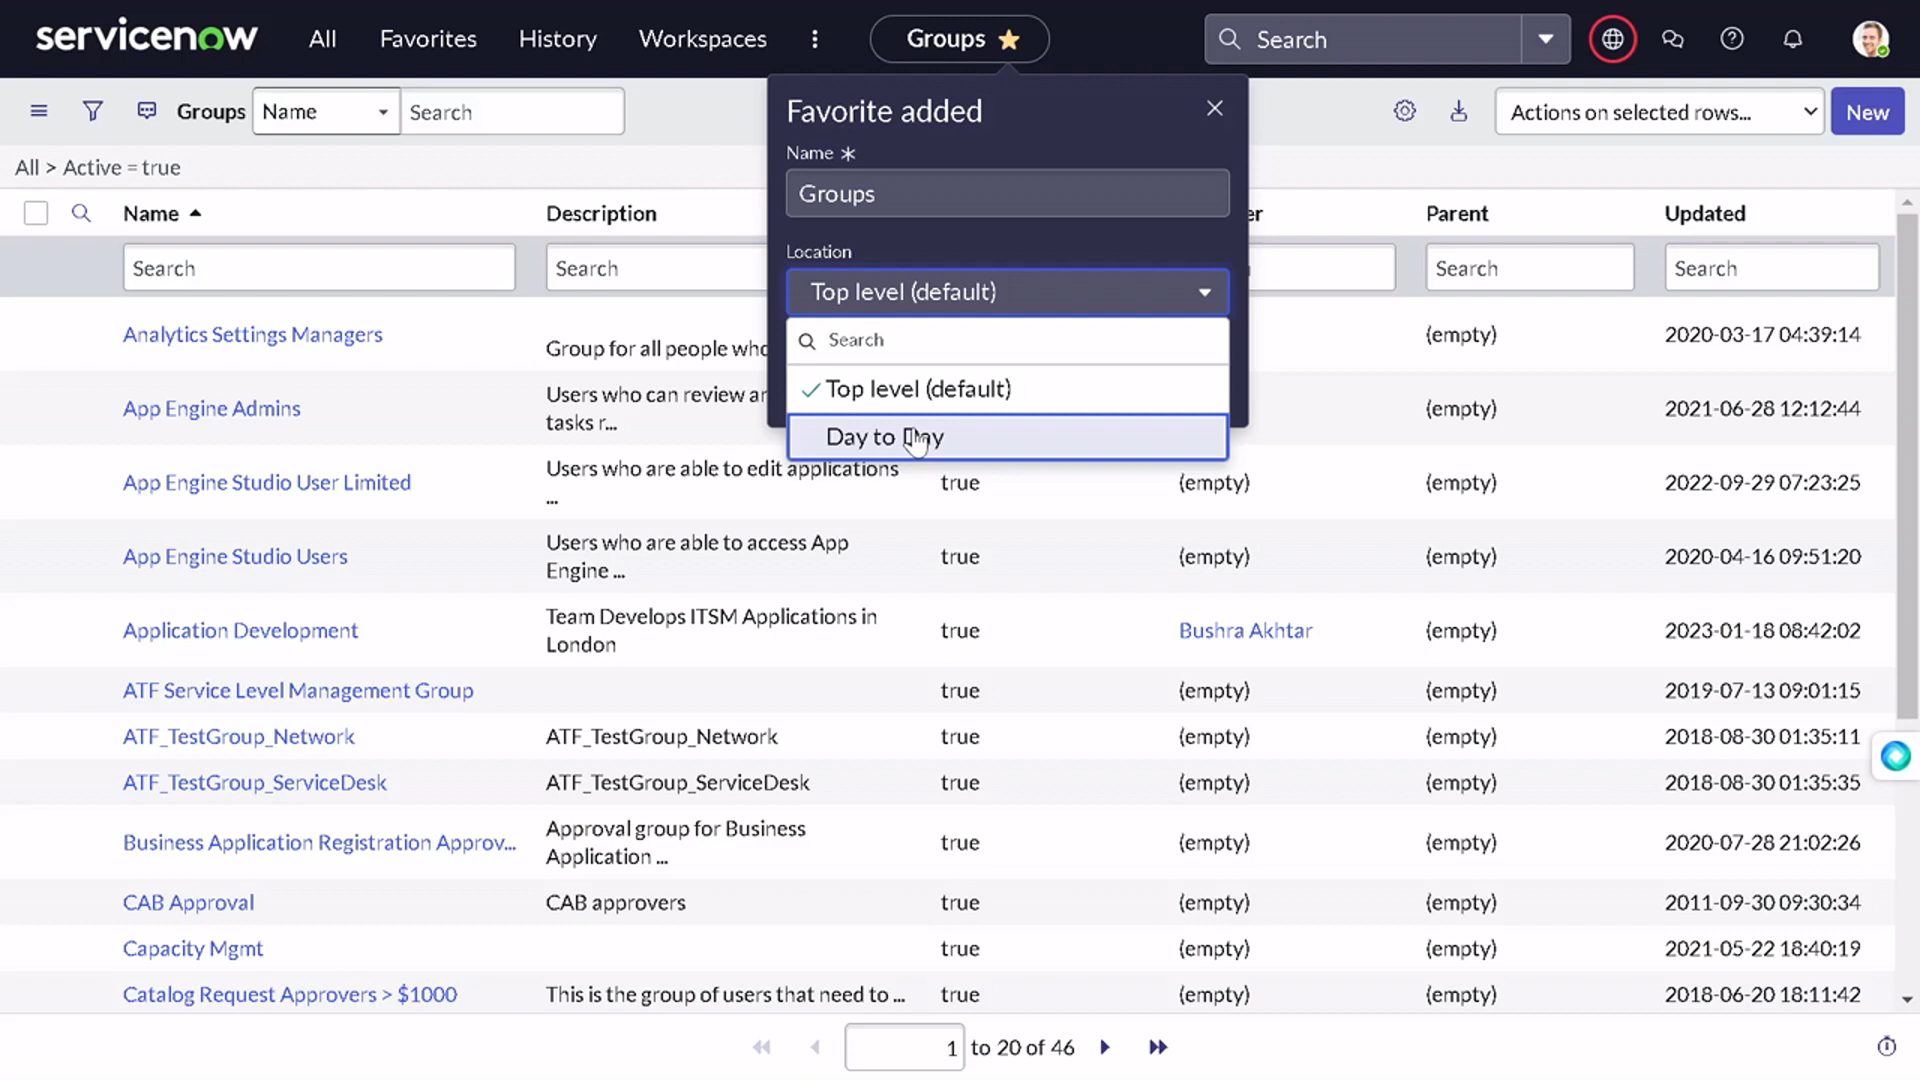 servicenow All Favorites History Workspaces Groups Search
Groups Name Search Actions on selected rows... New
Favorite added
Name
Groups
Location
Top level (default)
Search
Top level (default)
Day to Day
All > Active = true
Name Description Parent Updated
Search Search Search Search
Analytics Settings Managers Group for all people (empty) 2020-03-17 04:39:14
App Engine Admins Users who can review (empty) 2021-06-28 12:12:44
tasks r...
App Engine Studio User Limited Users who are able to edit applications true (empty) (empty) 2022-09-29 07:23:25
...
App Engine Studio Users Users who are able to access App true (empty) (empty) 2020-04-16 09:51:20
Engine ...
Application Development Team Develops ITSM Applications in true Bushra Akhtar (empty) 2023-01-18 08:42:02
London
ATF Service Level Management Group true (empty) (empty) 2019-07-13 09:01:15
ATF_TestGroup_Network ATF_TestGroup_Network true (empty) (empty) 2018-08-30 01:35:11
ATF_TestGroup_ServiceDesk ATF_TestGroup_ServiceDesk true (empty) (empty) 2018-08-30 01:35:35
Business Application Registration Approv... Approval group for Business true (empty) (empty) 2020-07-28 21:02:26
Application ...
CAB Approval CAB approvers true (empty) (empty) 2011-09-30 09:30:34
Capacity Mgmt true (empty) (empty) 2021-05-22 18:40:19
Catalog Request Approvers > $1000 This is the group of users that need to ... true (empty) (empty) 2018-06-20 18:11:42
1 to 20 of 46